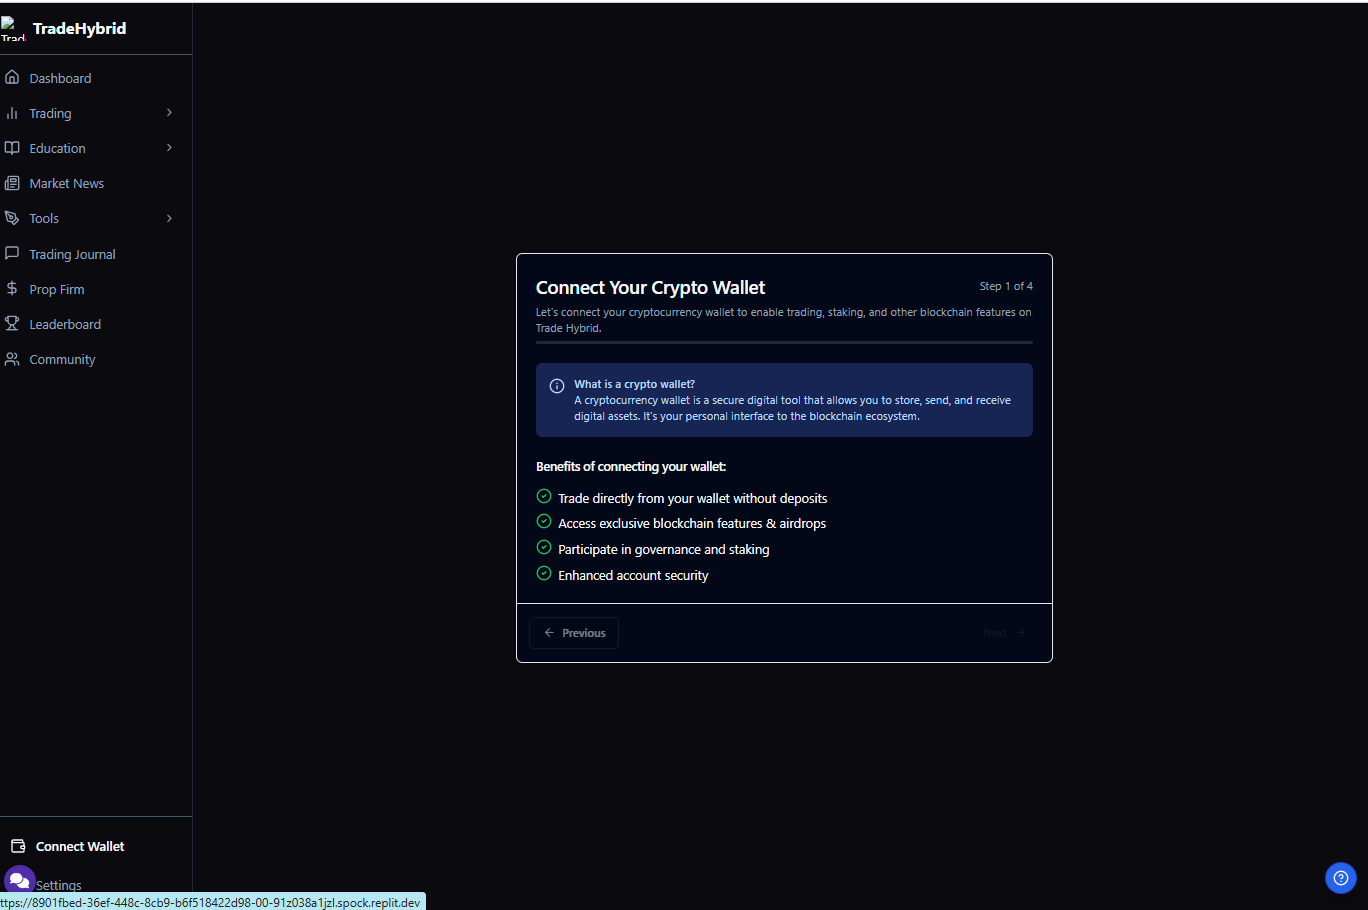 Trad
TradeHybrid
Dashboard
Trading
Education
Market News
Tools
Trading Journal
Prop Firm
Leaderboard
Community
Connect Your Crypto Wallet
Step 1 of 4
Let's connect your cryptocurrency wallet to enable trading, staking, and other blockchain features on
Trade Hybrid.
What is a crypto wallet?
A cryptocurrency wallet is a secure digital tool that allows you to store, send, and receive
digital assets. It's your personal interface to the blockchain ecosystem.
Benefits of connecting your wallet:
Trade directly from your wallet without deposits
Access exclusive blockchain features & airdrops
Participate in governance and staking
Enhanced account security
Previous
Next
Connect Wallet
Settings
ttps://8901fbed-36ef-448c-8cb9-b6f518422d98-00-91z038a1jzl.spock.replit.dev